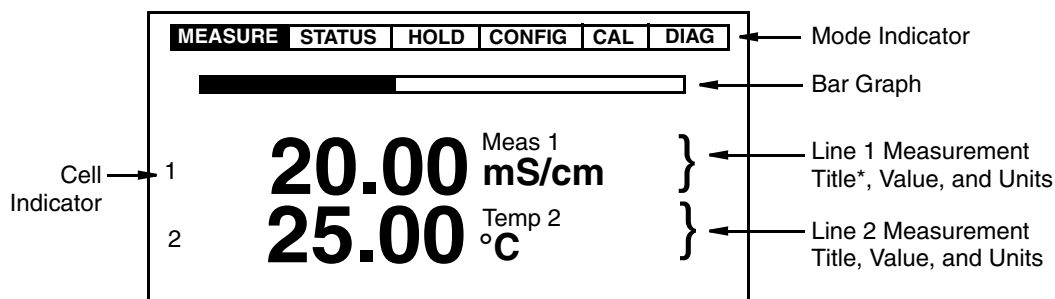 MEASURE STATUS HOLD CONFIG CAL DIAG
Mode Indicator
Bar Graph
Cell
Indicator
1
20.00
Meas 1
mS/cm
Line 1 Measurement
Title*, Value, and Units
2
25.00
Temp 2
°C
Line 2 Measurement
Title, Value, and Units